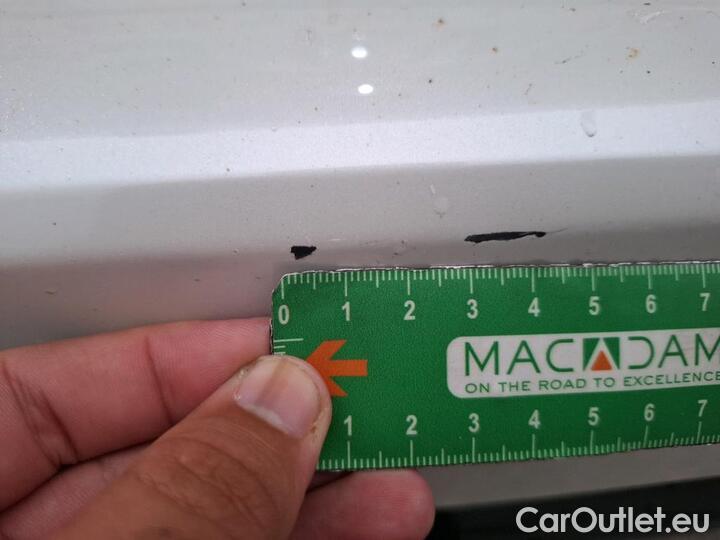 0 1 2 3 4 5 6 7
MACADAM
ON THE ROAD TO EXCELLENCE
1 2 3 4 5 6 7
CarOutlet.eu